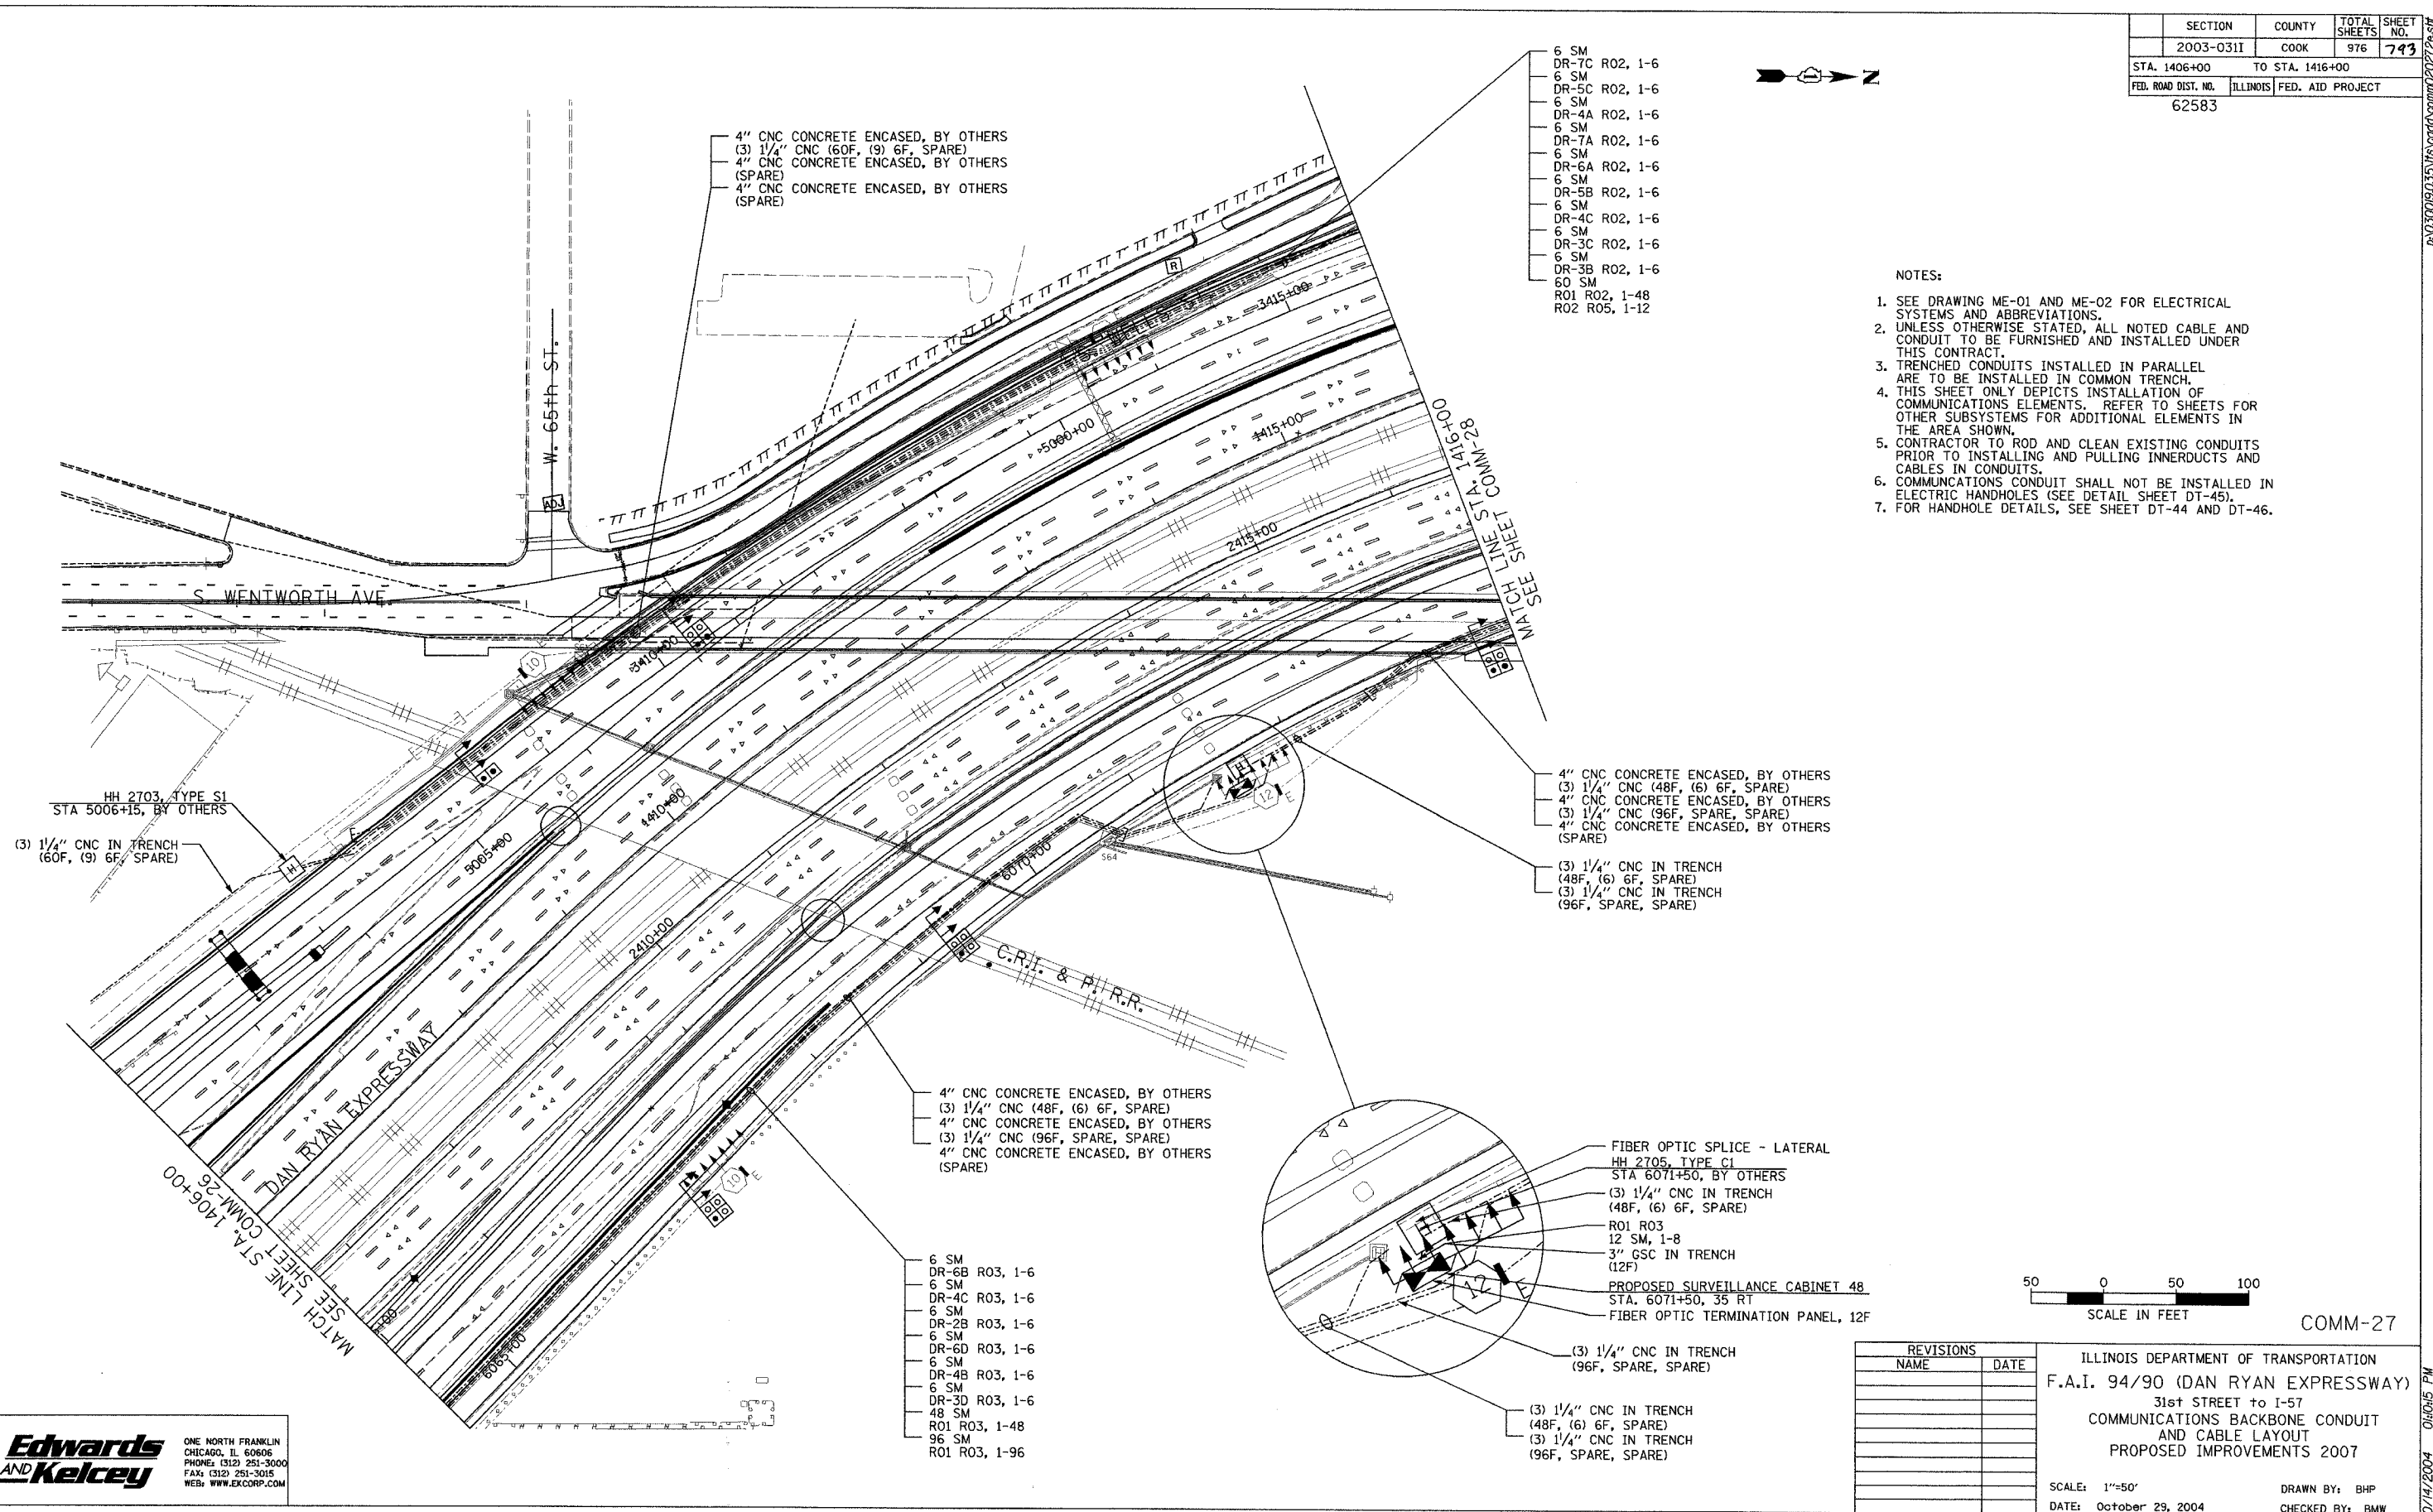 SECTION COUNTY TOTAL SHEETS SHEET NO.
2003-031I COOK 976 793
STA. 1406+00 TO STA. 1416+00
FED. ROAD DIST. NO. ILLINOIS FED. AID PROJECT
62583
Z
6 SM
DR-7C R02, 1-6
6 SM
DR-5C R02, 1-6
6 SM
DR-4A R02, 1-6
6 SM
DR-7A R02, 1-6
6 SM
DR-6A R02, 1-6
6 SM
DR-5B R02, 1-6
6 SM
DR-4C R02, 1-6
6 SM
DR-3C R02, 1-6
6 SM
DR-3B R02, 1-6
60 SM
R01 R02, 1-48
R02 R05, 1-12
4" CNC CONCRETE ENCASED, BY OTHERS
(3) 1¼" CNC (60F, (9) 6F, SPARE)
4" CNC CONCRETE ENCASED, BY OTHERS
(SPARE)
4" CNC CONCRETE ENCASED, BY OTHERS
(SPARE)
NOTES:
1. SEE DRAWING ME-01 AND ME-02 FOR ELECTRICAL
SYSTEMS AND ABBREVIATIONS.
2. UNLESS OTHERWISE STATED, ALL NOTED CABLE AND
CONDUIT TO BE FURNISHED AND INSTALLED UNDER
THIS CONTRACT.
3. TRENCHED CONDUITS INSTALLED IN PARALLEL
ARE TO BE INSTALLED IN COMMON TRENCH.
4. THIS SHEET ONLY DEPICTS INSTALLATION OF
COMMUNICATIONS ELEMENTS. REFER TO SHEETS FOR
OTHER SUBSYSTEMS FOR ADDITIONAL ELEMENTS IN
THE AREA SHOWN.
5. CONTRACTOR TO ROD AND CLEAN EXISTING CONDUITS
PRIOR TO INSTALLING AND PULLING INNERDUCTS AND
CABLES IN CONDUITS.
6. COMMUNCATIONS CONDUIT SHALL NOT BE INSTALLED IN
ELECTRIC HANDHOLES (SEE DETAIL SHEET DT-45).
7. FOR HANDHOLE DETAILS, SEE SHEET DT-44 AND DT-46.
W. 65th ST.
ADJ
R
S. WENTWORTH AVE.
3415+00
5000+00
1415+00
2415+00
MATCH LINE STA. 1416+00
SEE SHEET COMM-28
3410+00
10
E
HH 2703, TYPE S1
STA 5006+15, BY OTHERS
(3) 1¼" CNC IN TRENCH
(60F, (9) 6F, SPARE)
H
5005+00
1410+00
2410+00
6070+00
S64
H
12
E
4" CNC CONCRETE ENCASED, BY OTHERS
(3) 1¼" CNC (48F, (6) 6F, SPARE)
4" CNC CONCRETE ENCASED, BY OTHERS
(3) 1¼" CNC (96F, SPARE, SPARE)
4" CNC CONCRETE ENCASED, BY OTHERS
(SPARE)
(3) 1¼" CNC IN TRENCH
(48F, (6) 6F, SPARE)
(3) 1¼" CNC IN TRENCH
(96F, SPARE, SPARE)
C.R.I. & P. R.R.
DAN RYAN EXPRESSWAY
MATCH LINE STA. 1406+00
SEE SHEET COMM-26
10
E
6065+00
4" CNC CONCRETE ENCASED, BY OTHERS
(3) 1¼" CNC (48F, (6) 6F, SPARE)
4" CNC CONCRETE ENCASED, BY OTHERS
(3) 1¼" CNC (96F, SPARE, SPARE)
4" CNC CONCRETE ENCASED, BY OTHERS
(SPARE)
6 SM
DR-6B R03, 1-6
6 SM
DR-4C R03, 1-6
6 SM
DR-2B R03, 1-6
6 SM
DR-6D R03, 1-6
6 SM
DR-4B R03, 1-6
6 SM
DR-3D R03, 1-6
48 SM
R01 R03, 1-48
96 SM
R01 R03, 1-96
FIBER OPTIC SPLICE - LATERAL
HH 2705, TYPE C1
STA 6071+50, BY OTHERS
(3) 1¼" CNC IN TRENCH
(48F, (6) 6F, SPARE)
R01 R03
12 SM, 1-8
3" GSC IN TRENCH
(12F)
PROPOSED SURVEILLANCE CABINET 48
STA. 6071+50, 35 RT
FIBER OPTIC TERMINATION PANEL, 12F
H
12
E
(3) 1¼" CNC IN TRENCH
(96F, SPARE, SPARE)
(3) 1¼" CNC IN TRENCH
(48F, (6) 6F, SPARE)
(3) 1¼" CNC IN TRENCH
(96F, SPARE, SPARE)
50 0 50 100
SCALE IN FEET
COMM-27
REVISIONS
NAME DATE
ILLINOIS DEPARTMENT OF TRANSPORTATION
F.A.I. 94/90 (DAN RYAN EXPRESSWAY)
31st STREET to I-57
COMMUNICATIONS BACKBONE CONDUIT
AND CABLE LAYOUT
PROPOSED IMPROVEMENTS 2007
SCALE: 1"=50'
DRAWN BY: BHP
DATE: October 29, 2004
CHECKED BY: BMW
Edwards
AND Kelcey
ONE NORTH FRANKLIN
CHICAGO, IL 60606
PHONE: (312) 251-3000
FAX: (312) 251-3015
WEB: WWW.EKCORP.COM